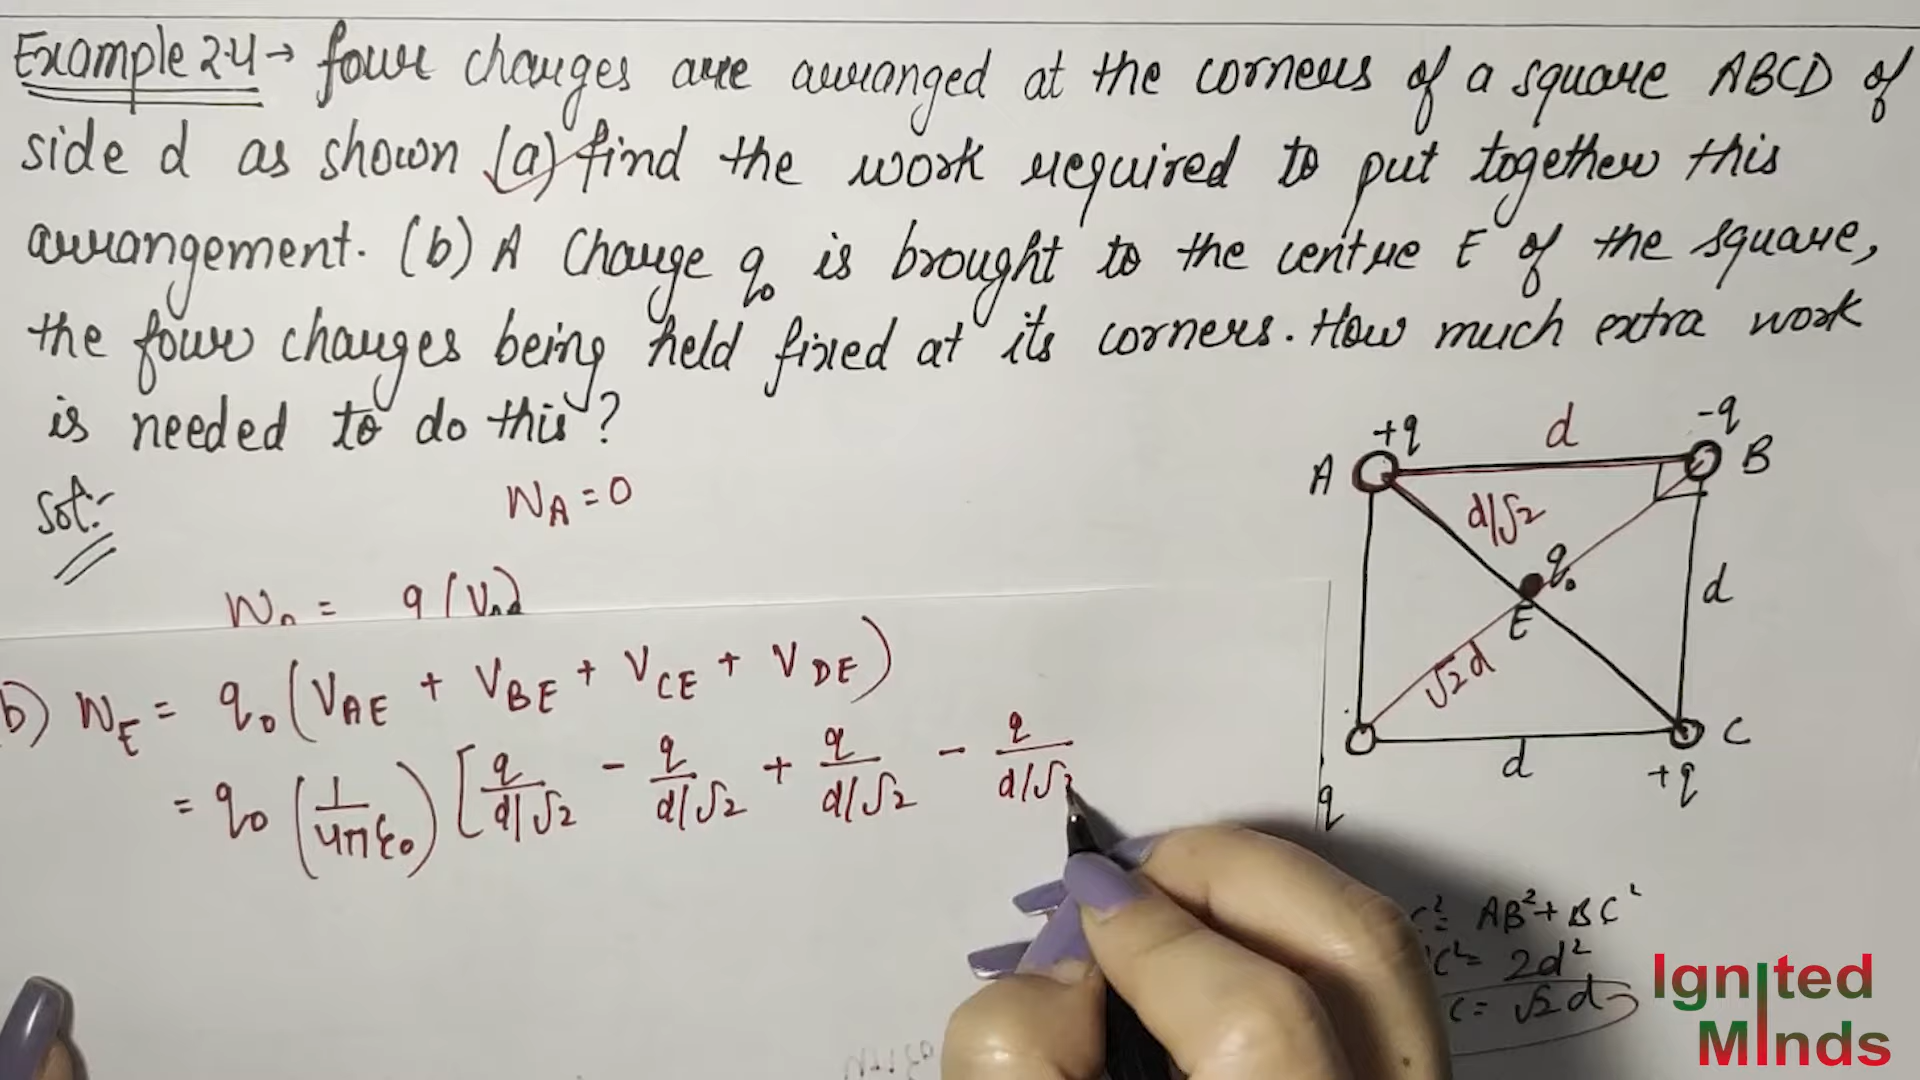 Example 2.4 → four charges are arranged at the corners of a square ABCD of
side d as shown (a) find the work required to put together this
arrangement. (b) A charge q₀ is brought to the centre E of the square,
the four charges being held fixed at its corners. How much extra work
is needed to do this?
Sol:-
W_A = 0
q (V
b) W_E = q₀ (V_AE + V_BE + V_CE + V_DE)
= q₀ (1/4πε₀) [q/d/√2 - q/d/√2 + q/d/√2 - q/d/√2
+q d -q
A B
d/√2
q₀
E d
√2 d
C
d +q
q
AB² + BC²
C² = 2d²
C = √2 d
Ignited
Minds